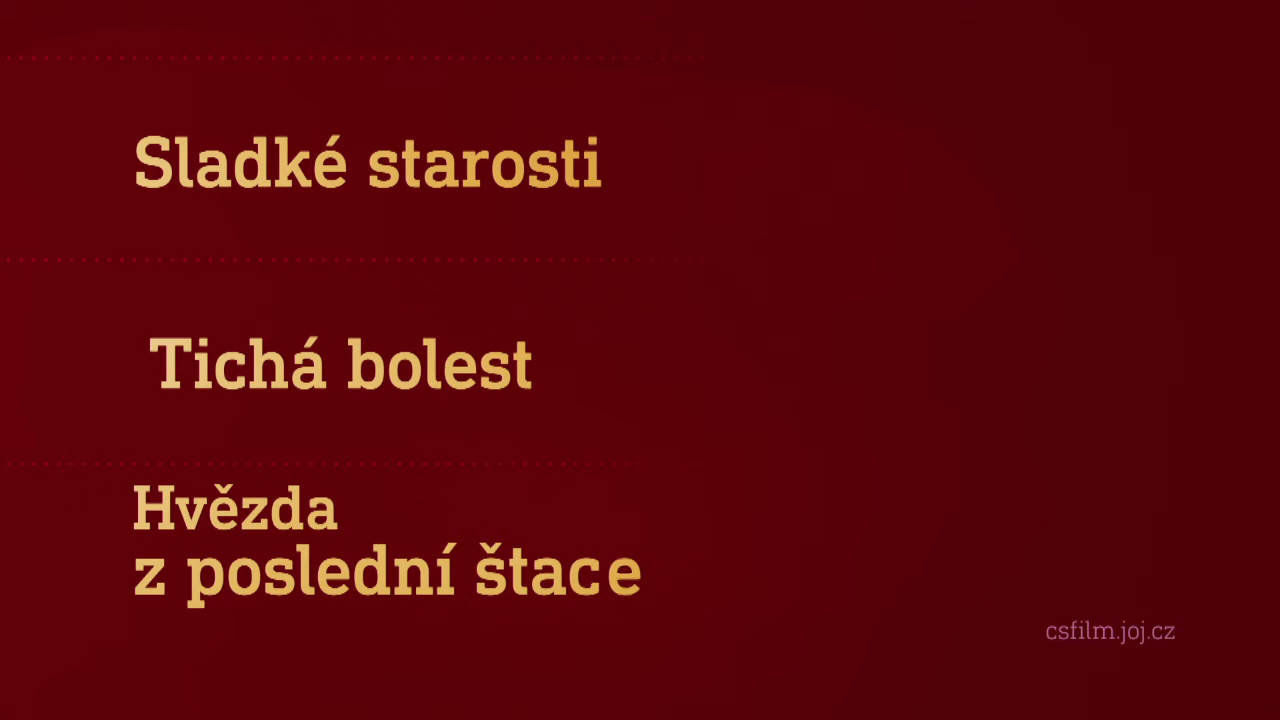 Sladké starosti
Tichá bolest
Hvězda
z poslední štace
csfilm.joj.cz